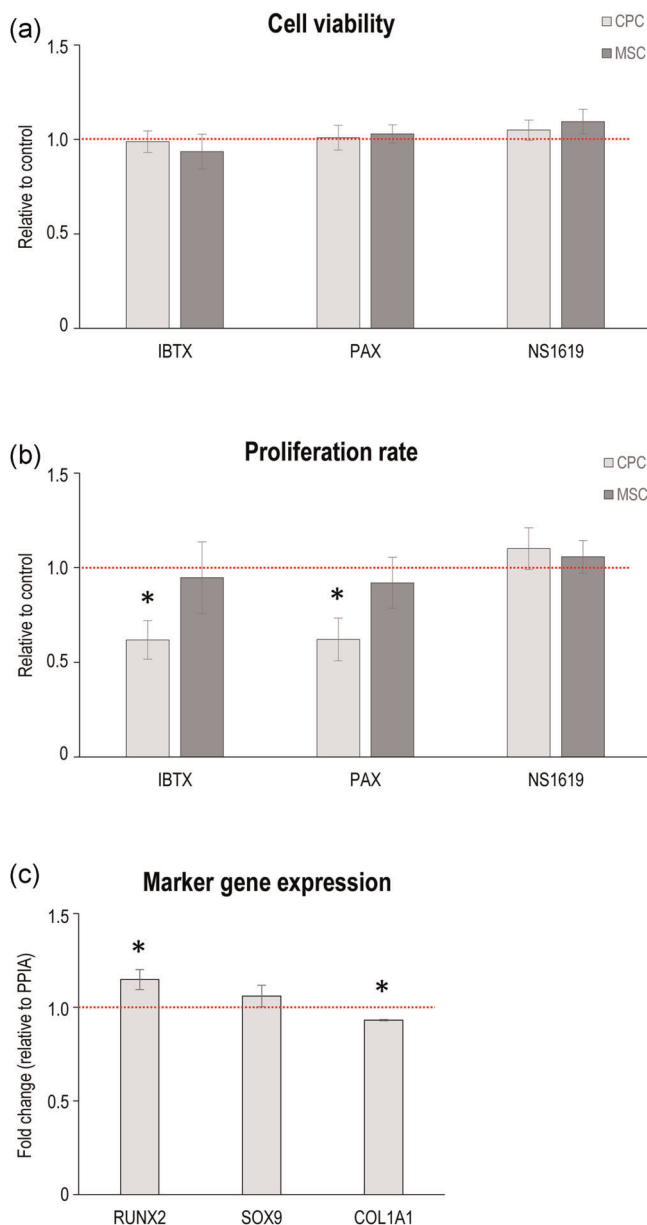 (a)
Cell viability
CPC
MSC
Relative to control
1.5
1.0
0.5
0
IBTX PAX NS1619
(b)
Proliferation rate
CPC
MSC
Relative to control
1.5
1.0
0.5
0
* *
IBTX PAX NS1619
(c)
Marker gene expression
Fold change (relative to PPIA)
1.5
1.0
0.5
0
* *
RUNX2 SOX9 COL1A1